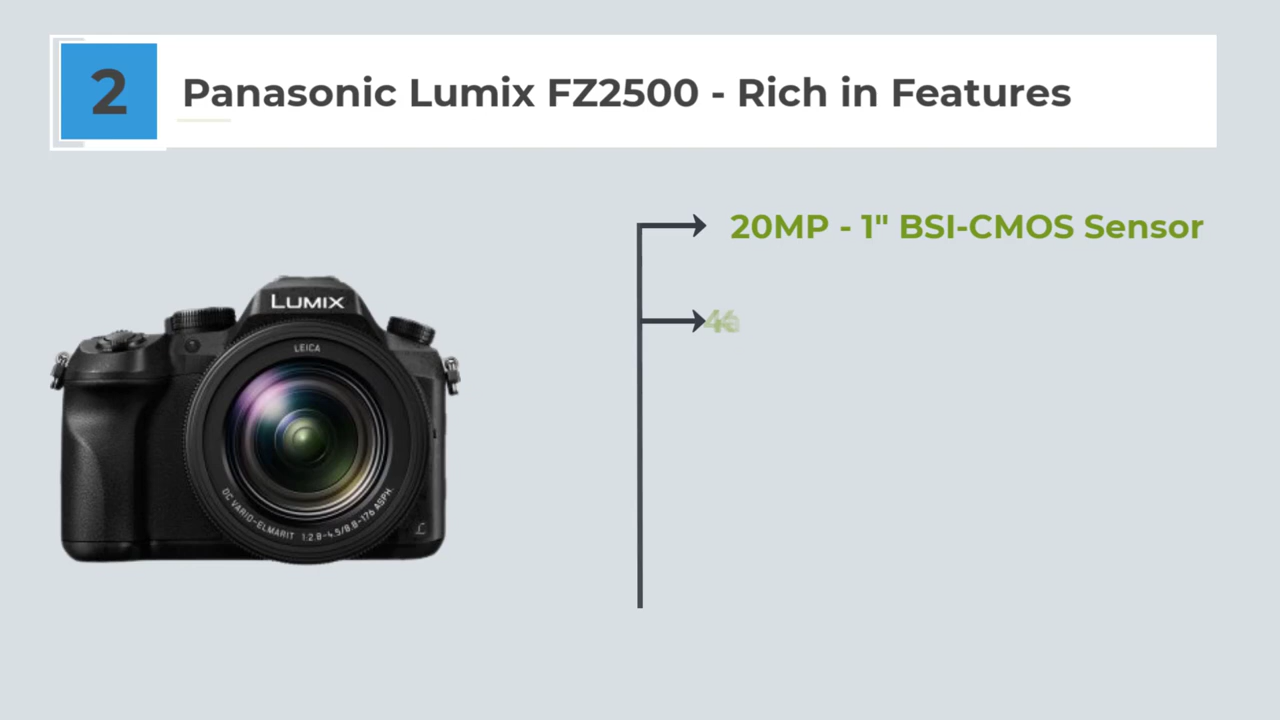 2
Panasonic Lumix FZ2500 - Rich in Features
20MP - 1" BSI-CMOS Sensor
LUMIX
LEICA
DC VARIO-ELMARIT 1:2.8-4.5/8.8-176 ASPH.
L